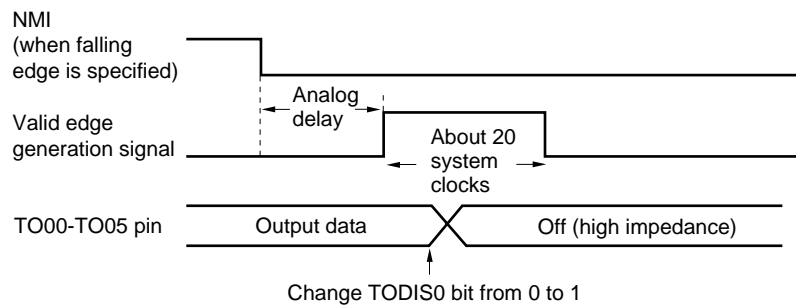 NMI
(when falling
edge is specified)
Analog
delay
Valid edge
generation signal
About 20
system
clocks
TO00-TO05 pin
Output data
Off (high impedance)
Change TODIS0 bit from 0 to 1